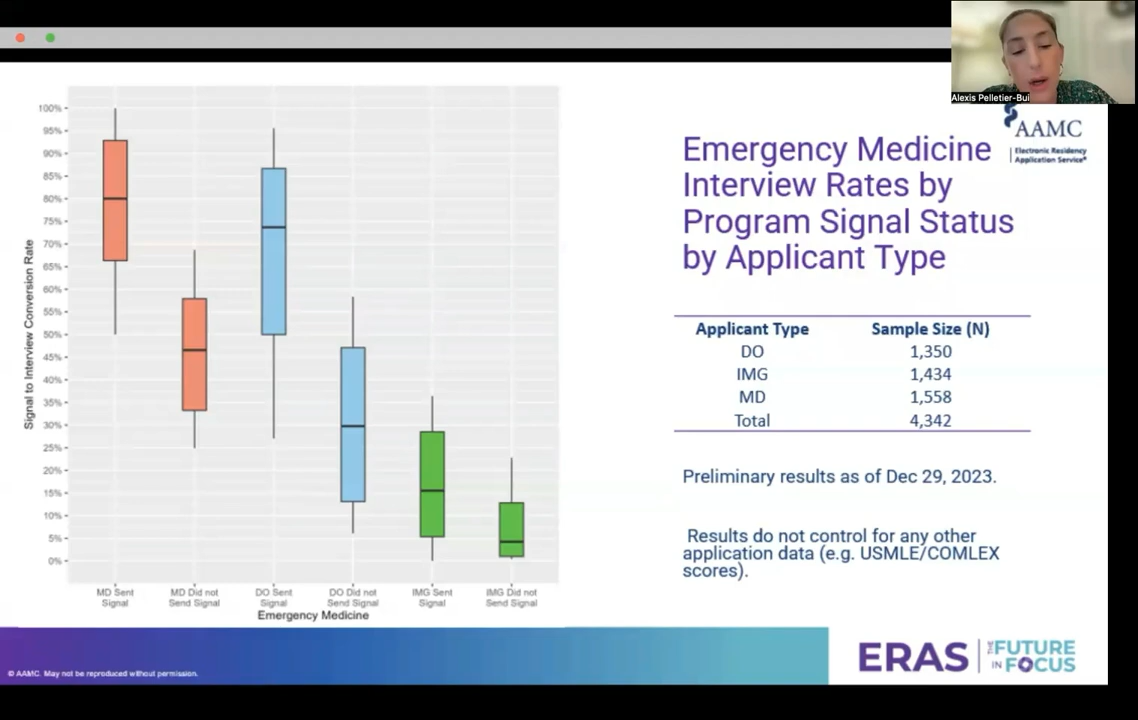 Alexis Pelletier-Bui
AAMC
Electronic Residency
Application Service®
Emergency Medicine
Interview Rates by
Program Signal Status
by Applicant Type
Applicant Type Sample Size (N)
DO 1,350
IMG 1,434
MD 1,558
Total 4,342
Preliminary results as of Dec 29, 2023.
Results do not control for any other
application data (e.g. USMLE/COMLEX
scores).
Signal to Interview Conversion Rate
100%
95%
90%
85%
80%
75%
70%
65%
60%
55%
50%
45%
40%
35%
30%
25%
20%
15%
10%
5%
0%
MD Sent
Signal
MD Did not
Send Signal
DO Sent
Signal
DO Did not
Send Signal
IMG Sent
Signal
IMG Did not
Send Signal
Emergency Medicine
© AAMC. May not be reproduced without permission.
ERAS
THE FUTURE
IN FOCUS